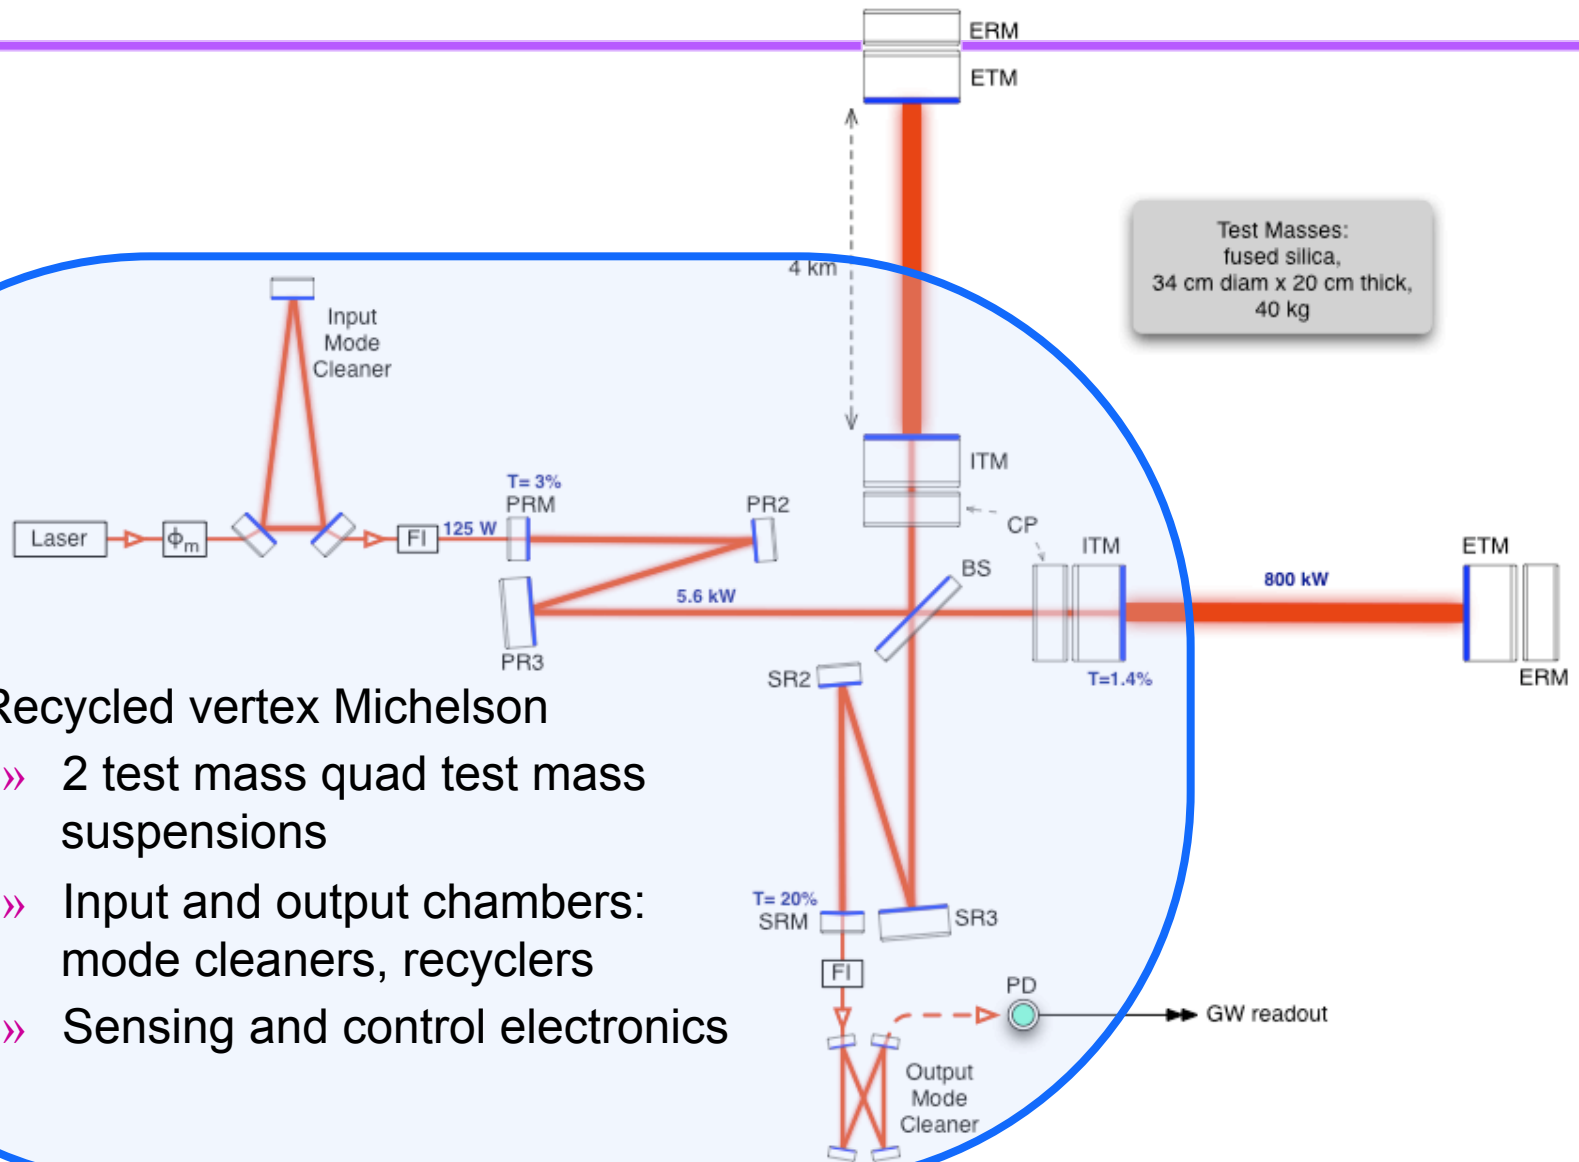 ERM
ETM
4 km
Test Masses:
fused silica,
34 cm diam x 20 cm thick,
40 kg
Input
Mode
Cleaner
ITM
T= 3%
PRM
PR2
CP
Laser
ϕm
FI
125 W
ITM
ETM
BS
800 kW
5.6 kW
PR3
SR2
T=1.4%
ERM
Recycled vertex Michelson
» 2 test mass quad test mass
suspensions
» Input and output chambers:
mode cleaners, recyclers
» Sensing and control electronics
T= 20%
SRM
SR3
FI
PD
GW readout
Output
Mode
Cleaner